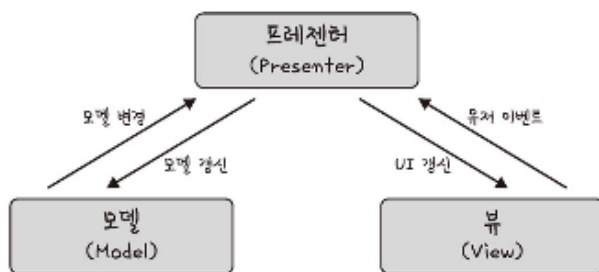 프레젠터
(Presenter)
모델 변경
모델 갱신
UI 갱신
유저 이벤트
모델
(Model)
뷰
(View)